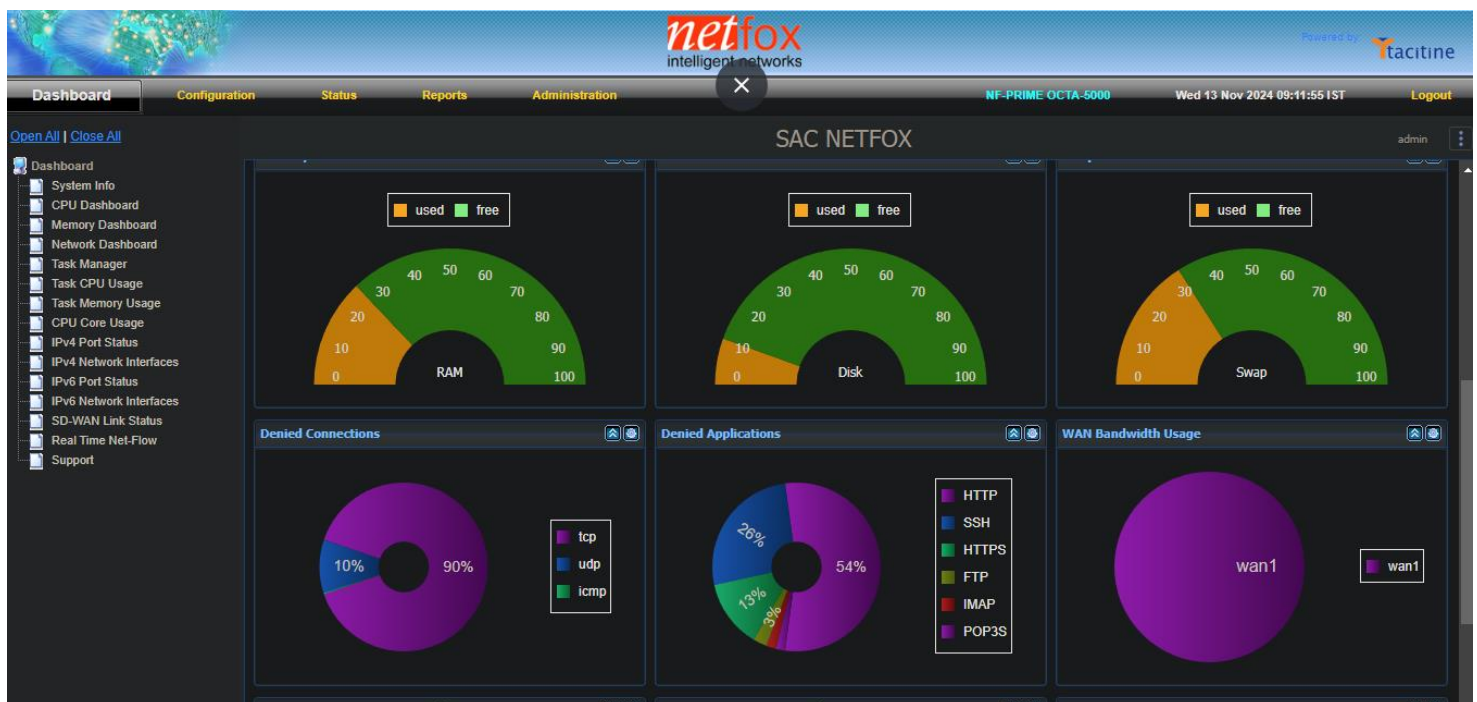 netfox
intelligent networks
Powered by
tacitine
Dashboard Configuration Status Reports Administration NF-PRIME OCTA-5000 Wed 13 Nov 2024 09:11:55 IST Logout
Open All | Close All
SAC NETFOX
admin
Dashboard
System Info
CPU Dashboard
Memory Dashboard
Network Dashboard
Task Manager
Task CPU Usage
Task Memory Usage
CPU Core Usage
IPv4 Port Status
IPv4 Network Interfaces
IPv6 Port Status
IPv6 Network Interfaces
SD-WAN Link Status
Real Time Net-Flow
Support
used free
0 10 20 30 40 50 60 70 80 90 100
RAM
used free
0 10 20 30 40 50 60 70 80 90 100
Disk
used free
0 10 20 30 40 50 60 70 80 90 100
Swap
Denied Connections
10%
90%
tcp
udp
icmp
Denied Applications
26%
54%
13%
3%
HTTP
SSH
HTTPS
FTP
IMAP
POP3S
WAN Bandwidth Usage
wan1
wan1